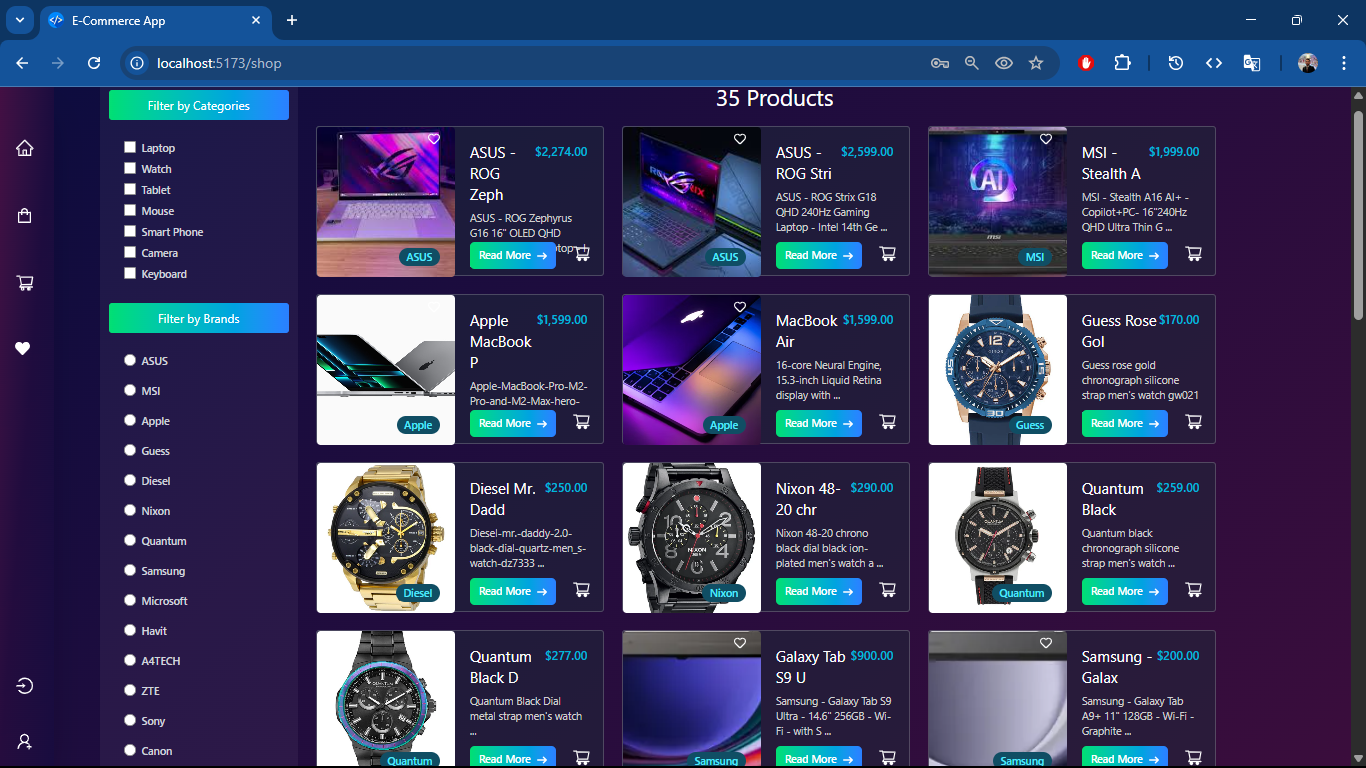 E-Commerce App
localhost:5173/shop
Filter by Categories
Laptop
Watch
Tablet
Mouse
Smart Phone
Camera
Keyboard
Filter by Brands
ASUS
MSI
Apple
Guess
Diesel
Nixon
Quantum
Samsung
Microsoft
Havit
A4TECH
ZTE
Sony
Canon
35 Products
ASUS -
ROG
Zeph
$2,274.00
ASUS - ROG Zephyrus
G16 16" OLED QHD
ASUS
Read More →
ASUS -
ROG Stri
$2,599.00
ASUS - ROG Strix G18
QHD 240Hz Gaming
Laptop - Intel 14th Ge ...
ASUS
Read More →
AI
msi
MSI -
Stealth A
$1,999.00
MSI - Stealth A16 AI+ -
Copilot+PC- 16"240Hz
QHD Ultra Thin G ...
MSI
Read More →
Apple
MacBook
P
$1,599.00
Apple-MacBook-Pro-M2-
Pro-and-M2-Max-hero-
Apple
Read More →
MacBook
Air
$1,599.00
16-core Neural Engine,
15.3-inch Liquid Retina
display with ...
Apple
Read More →
Guess Rose
Gol
$170.00
Guess rose gold
chronograph silicone
strap men's watch gw021
Guess
Read More →
Diesel Mr.
Dadd
$250.00
Diesel-mr.-daddy-2.0-
black-dial-quartz-men_s-
watch-dz7333 ...
Diesel
Read More →
NIXON
Nixon 48-
20 chr
$290.00
Nixon 48-20 chrono
black dial black ion-
plated men's watch a ...
Nixon
Read More →
Quantum
Black
$259.00
Quantum black
chronograph silicone
strap men's watch ...
Quantum
Read More →
Quantum
Black D
$277.00
Quantum Black Dial
metal strap men's watch
...
Quantum
Read More →
Galaxy Tab
S9 U
$900.00
Samsung - Galaxy Tab S9
Ultra - 14.6" 256GB - Wi-
Fi - with S ...
Samsung
Read More →
Samsung -
Galax
$200.00
Samsung - Galaxy Tab
A9+ 11" 128GB - Wi-Fi -
Graphite ...
Samsung
Read More →